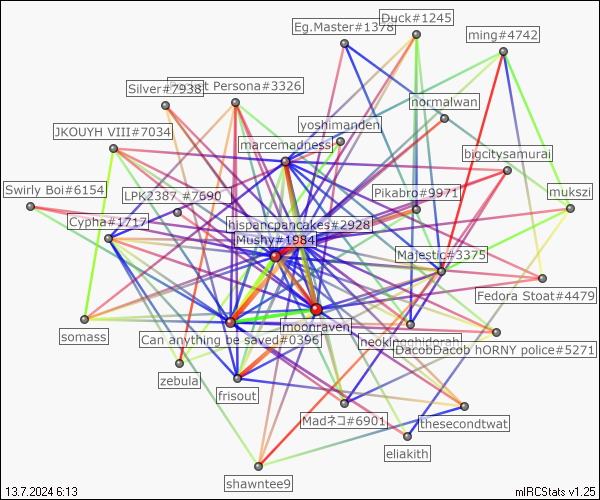 Eg.Master#1378
Duck#1245
ming#4742
Silver#7938
t Persona#3326
normalwan
JKOUYH VIII#7034
yoshimanden
marcemadness
bigcitysamurai
Swirly Boi#6154
LPK2387 _#7690_
Pikabro#9971
mukszi
Cypha#1717
hispancpancakes#2928
Mushy#1984
Majestic#3375
Fedora Stoat#4479
somass
Can anything be saved#0396
moonraven
neokingghidorah
DacobDacob hORNY police#5271
zebula
frisout
Madネコ#6901
thesecondtwat
eliakith
shawntee9
13.7.2024 6:13
mIRCStats v1.25